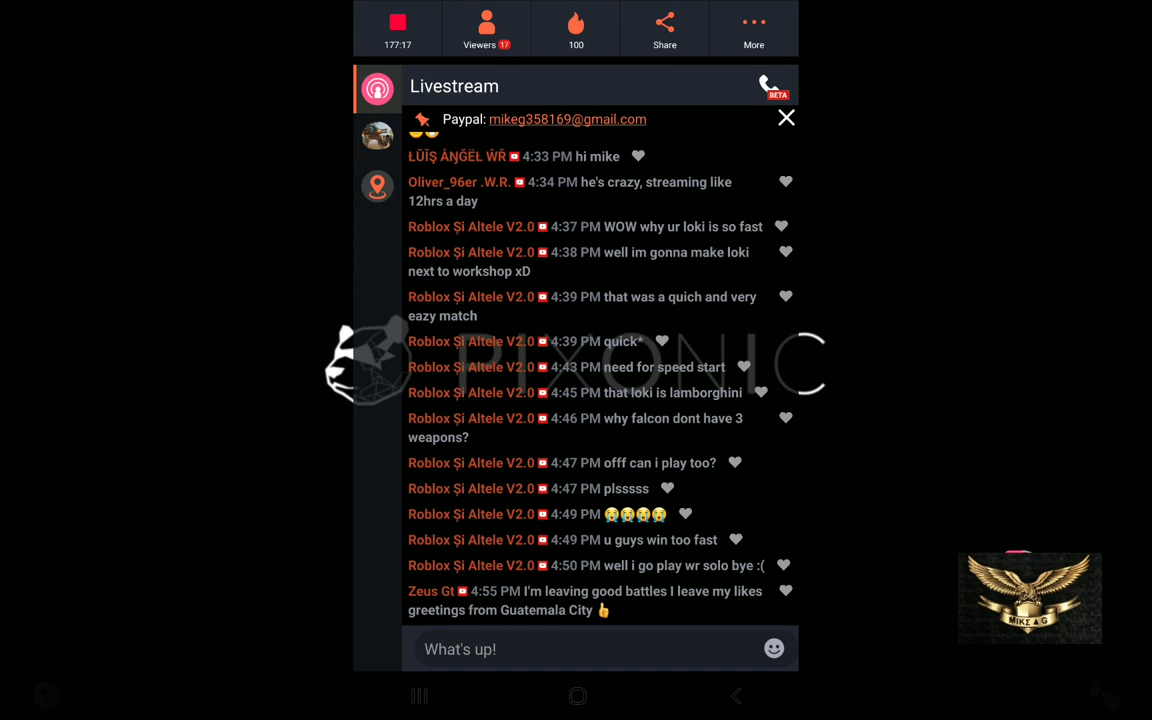 177:17
Viewers 17
100
Share
More
Livestream
BETA
Paypal: mikeg358169@gmail.com
ŁŬÏŞ ÅŊĞËŁ ŴŘ 4:33 PM hi mike
Oliver_96er .W.R. 4:34 PM he's crazy, streaming like
12hrs a day
Roblox Și Altele V2.0 4:37 PM WOW why ur loki is so fast
Roblox Și Altele V2.0 4:38 PM well im gonna make loki
next to workshop xD
Roblox Și Altele V2.0 4:39 PM that was a quich and very
eazy match
Roblox Și Altele V2.0 4:39 PM quick*
PIXONIC
Roblox Și Altele V2.0 4:43 PM need for speed start
Roblox Și Altele V2.0 4:45 PM that loki is lamborghini
Roblox Și Altele V2.0 4:46 PM why falcon dont have 3
weapons?
Roblox Și Altele V2.0 4:47 PM offf can i play too?
Roblox Și Altele V2.0 4:47 PM plsssss
Roblox Și Altele V2.0 4:49 PM 😭😭😭😭
Roblox Și Altele V2.0 4:49 PM u guys win too fast
Roblox Și Altele V2.0 4:50 PM well i go play wr solo bye :(
Zeus Gt 4:55 PM I'm leaving good battles I leave my likes
greetings from Guatemala City 👍
MIKE A G
What's up!